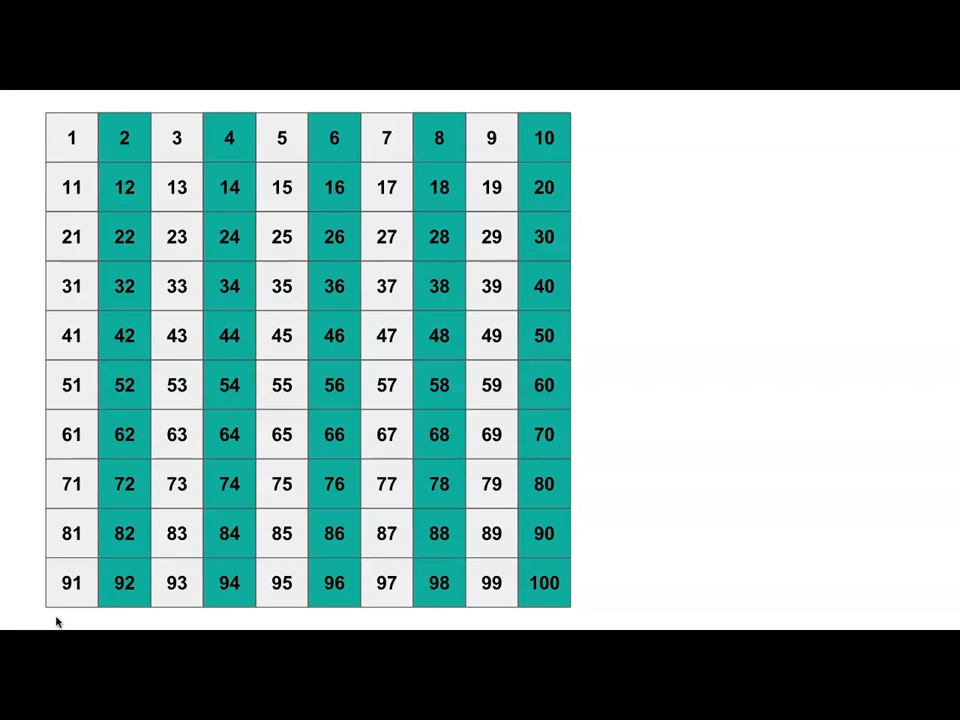 1 2 3 4 5 6 7 8 9 10
11 12 13 14 15 16 17 18 19 20
21 22 23 24 25 26 27 28 29 30
31 32 33 34 35 36 37 38 39 40
41 42 43 44 45 46 47 48 49 50
51 52 53 54 55 56 57 58 59 60
61 62 63 64 65 66 67 68 69 70
71 72 73 74 75 76 77 78 79 80
81 82 83 84 85 86 87 88 89 90
91 92 93 94 95 96 97 98 99 100